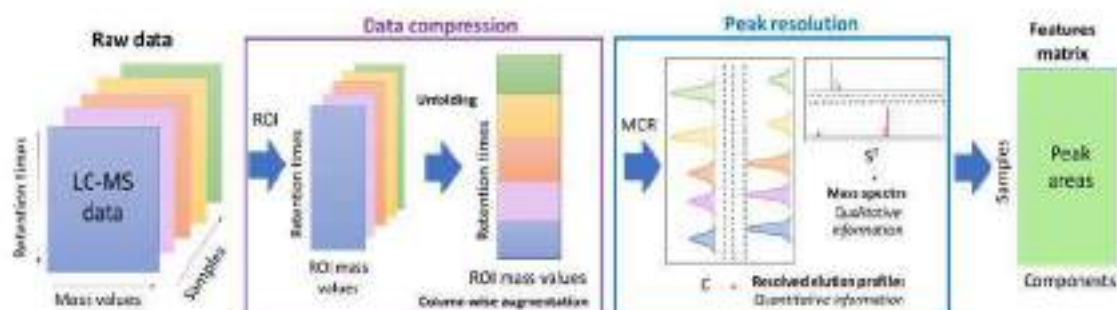 Raw data
Retention times
LC-MS
data
Mass values
Samples
Data compression
ROI
Retention times
ROI mass
values
Unfolding
Retention times
ROI mass values
Column-wise augmentation
Peak resolution
MCR
C
Resolved elution profiles
Quantitative information
Sᵀ
Mass spectra
Qualitative
information
Features
matrix
Samples
Peak
areas
Components